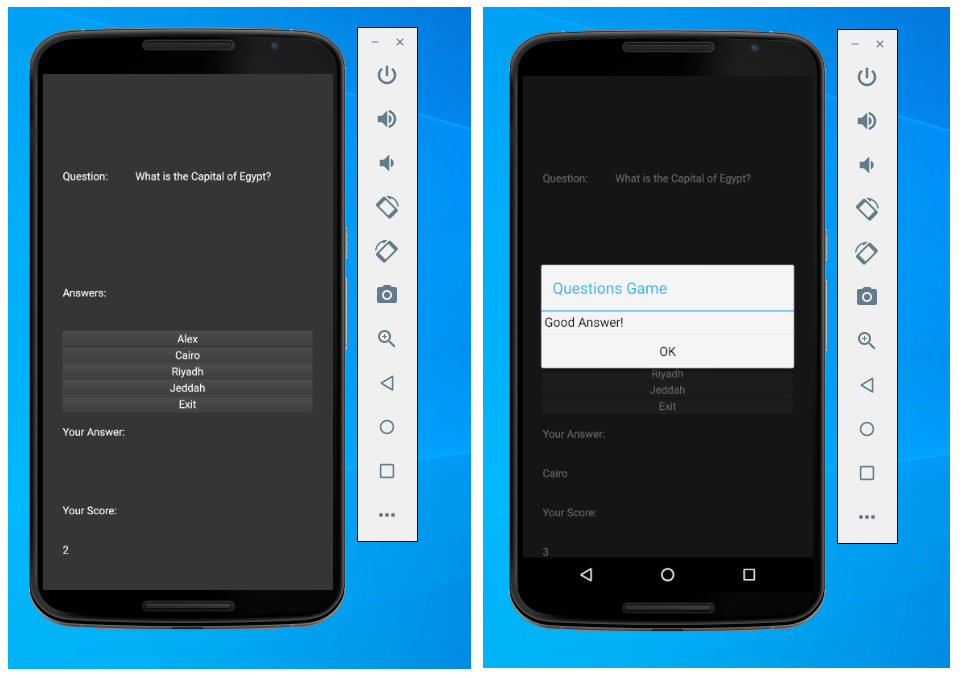 Question: What is the Capital of Egypt?
Answers:
Alex
Cairo
Riyadh
Jeddah
Exit
Your Answer:
Your Score:
2
Question: What is the Capital of Egypt?
Questions Game
Good Answer!
OK
Riyadh
Jeddah
Exit
Your Answer:
Cairo
Your Score:
3